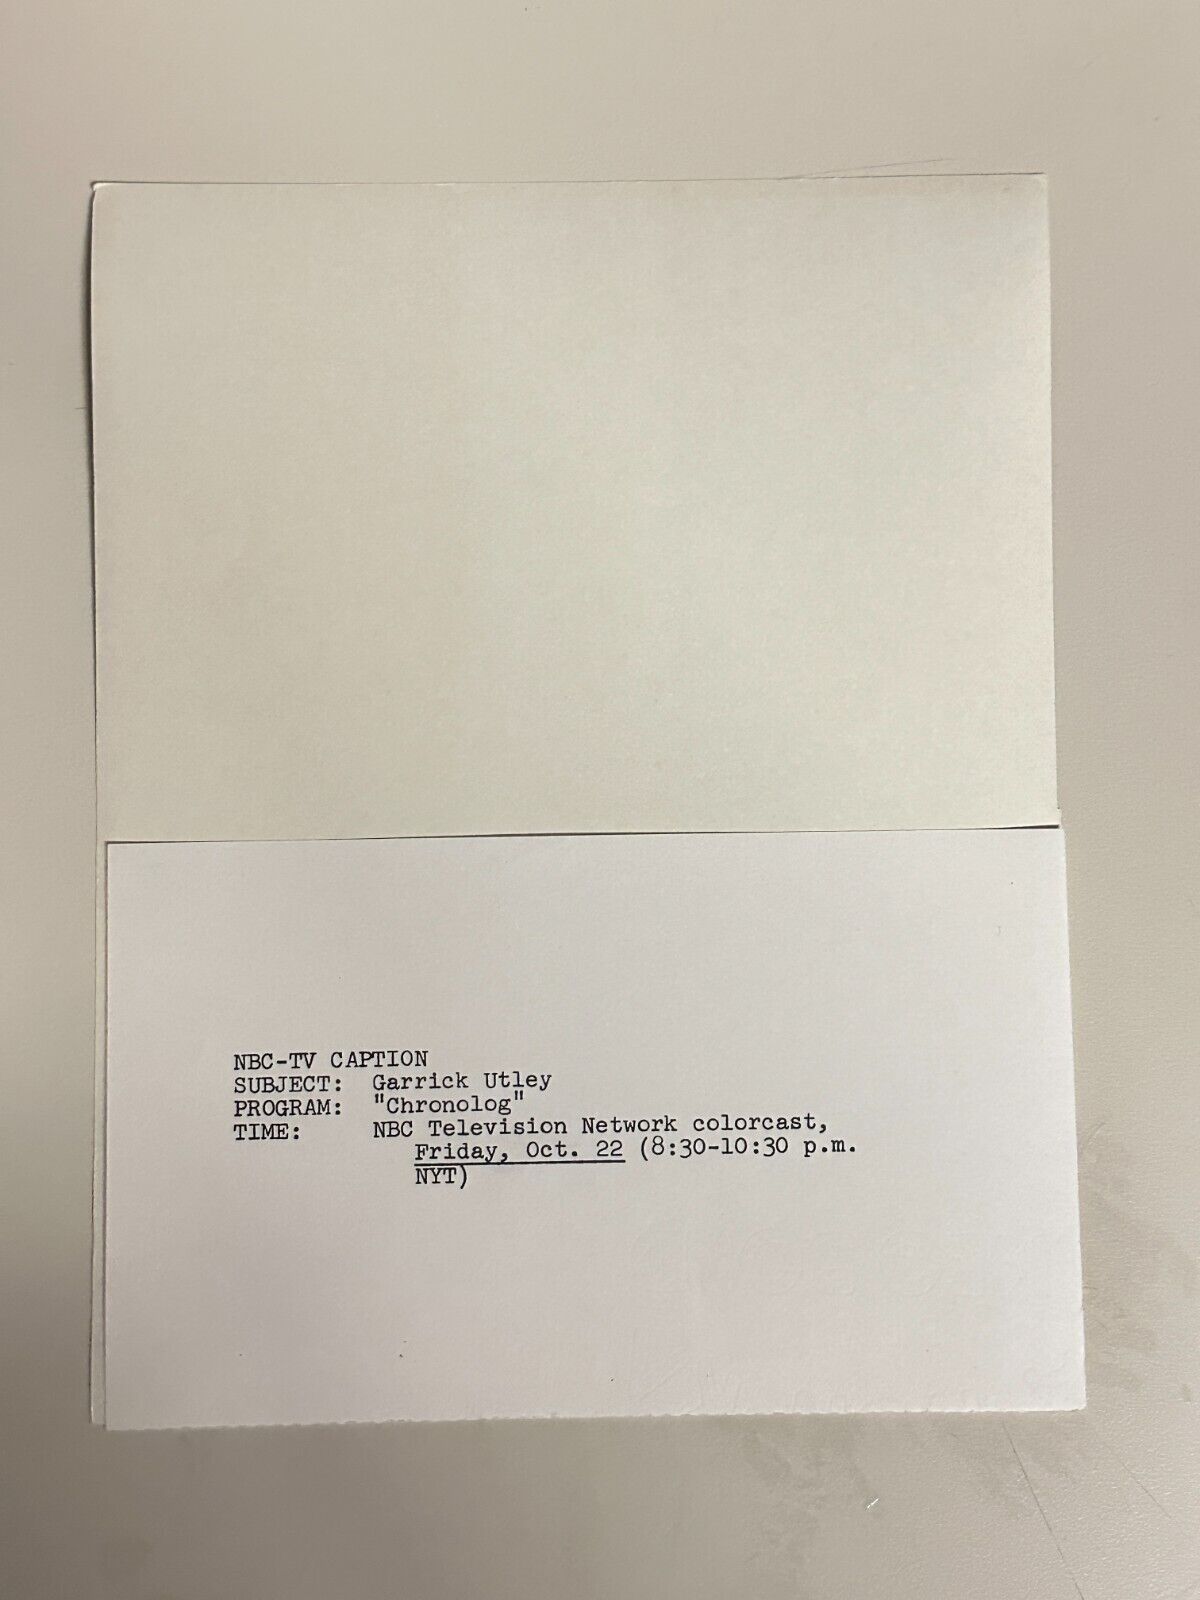 NBC-TV CAPTION
SUBJECT: Garrick Utley
PROGRAM: "Chronolog"
TIME: NBC Television Network colorcast,
Friday, Oct. 22 (8:30-10:30 p.m.
NYT)